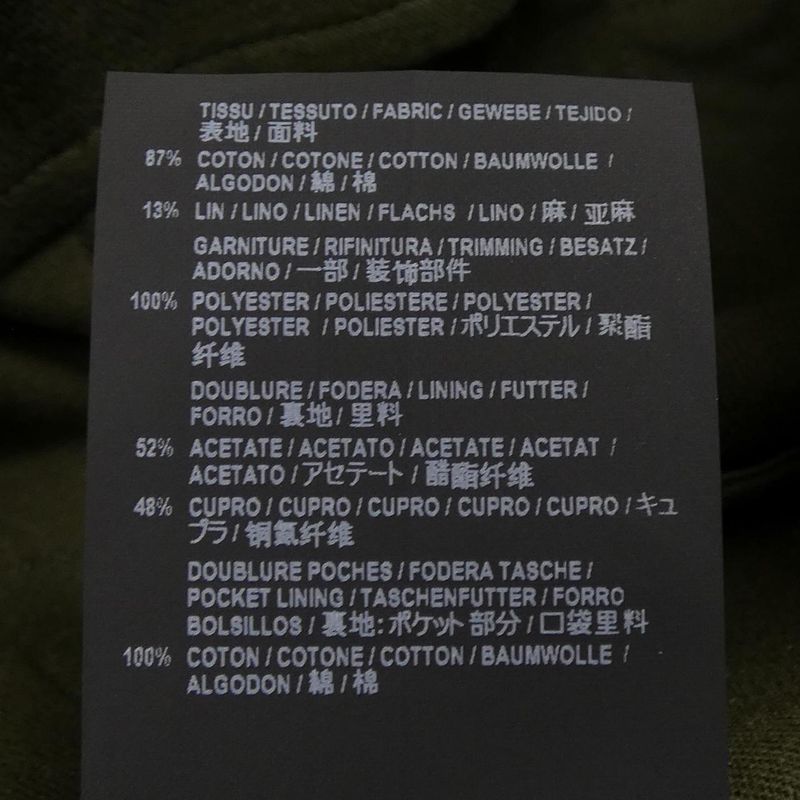 TISSU / TESSUTO / FABRIC / GEWEBE / TEJIDO /
表地 / 面料
87% COTON / COTONE / COTTON / BAUMWOLLE /
ALGODON / 綿 / 棉
13% LIN / LINO / LINEN / FLACHS / LINO / 麻 / 亚麻
GARNITURE / RIFINITURA / TRIMMING / BESATZ /
ADORNO / 一部 / 装饰部件
100% POLYESTER / POLIESTERE / POLYESTER /
POLYESTER / POLIESTER / ポリエステル / 聚酯
纤维
DOUBLURE / FODERA / LINING / FUTTER /
FORRO / 裏地 / 里料
52% ACETATE / ACETATO / ACETATE / ACETAT /
ACETATO / アセテート / 醋酯纤维
48% CUPRO / CUPRO / CUPRO / CUPRO / CUPRO / キュ
プラ / 铜氨纤维
DOUBLURE POCHES / FODERA TASCHE /
POCKET LINING / TASCHENFUTTER / FORRO
BOLSILLOS / 裏地: ポケット部分 / 口袋里料
100% COTON / COTONE / COTTON / BAUMWOLLE /
ALGODON / 綿 / 棉